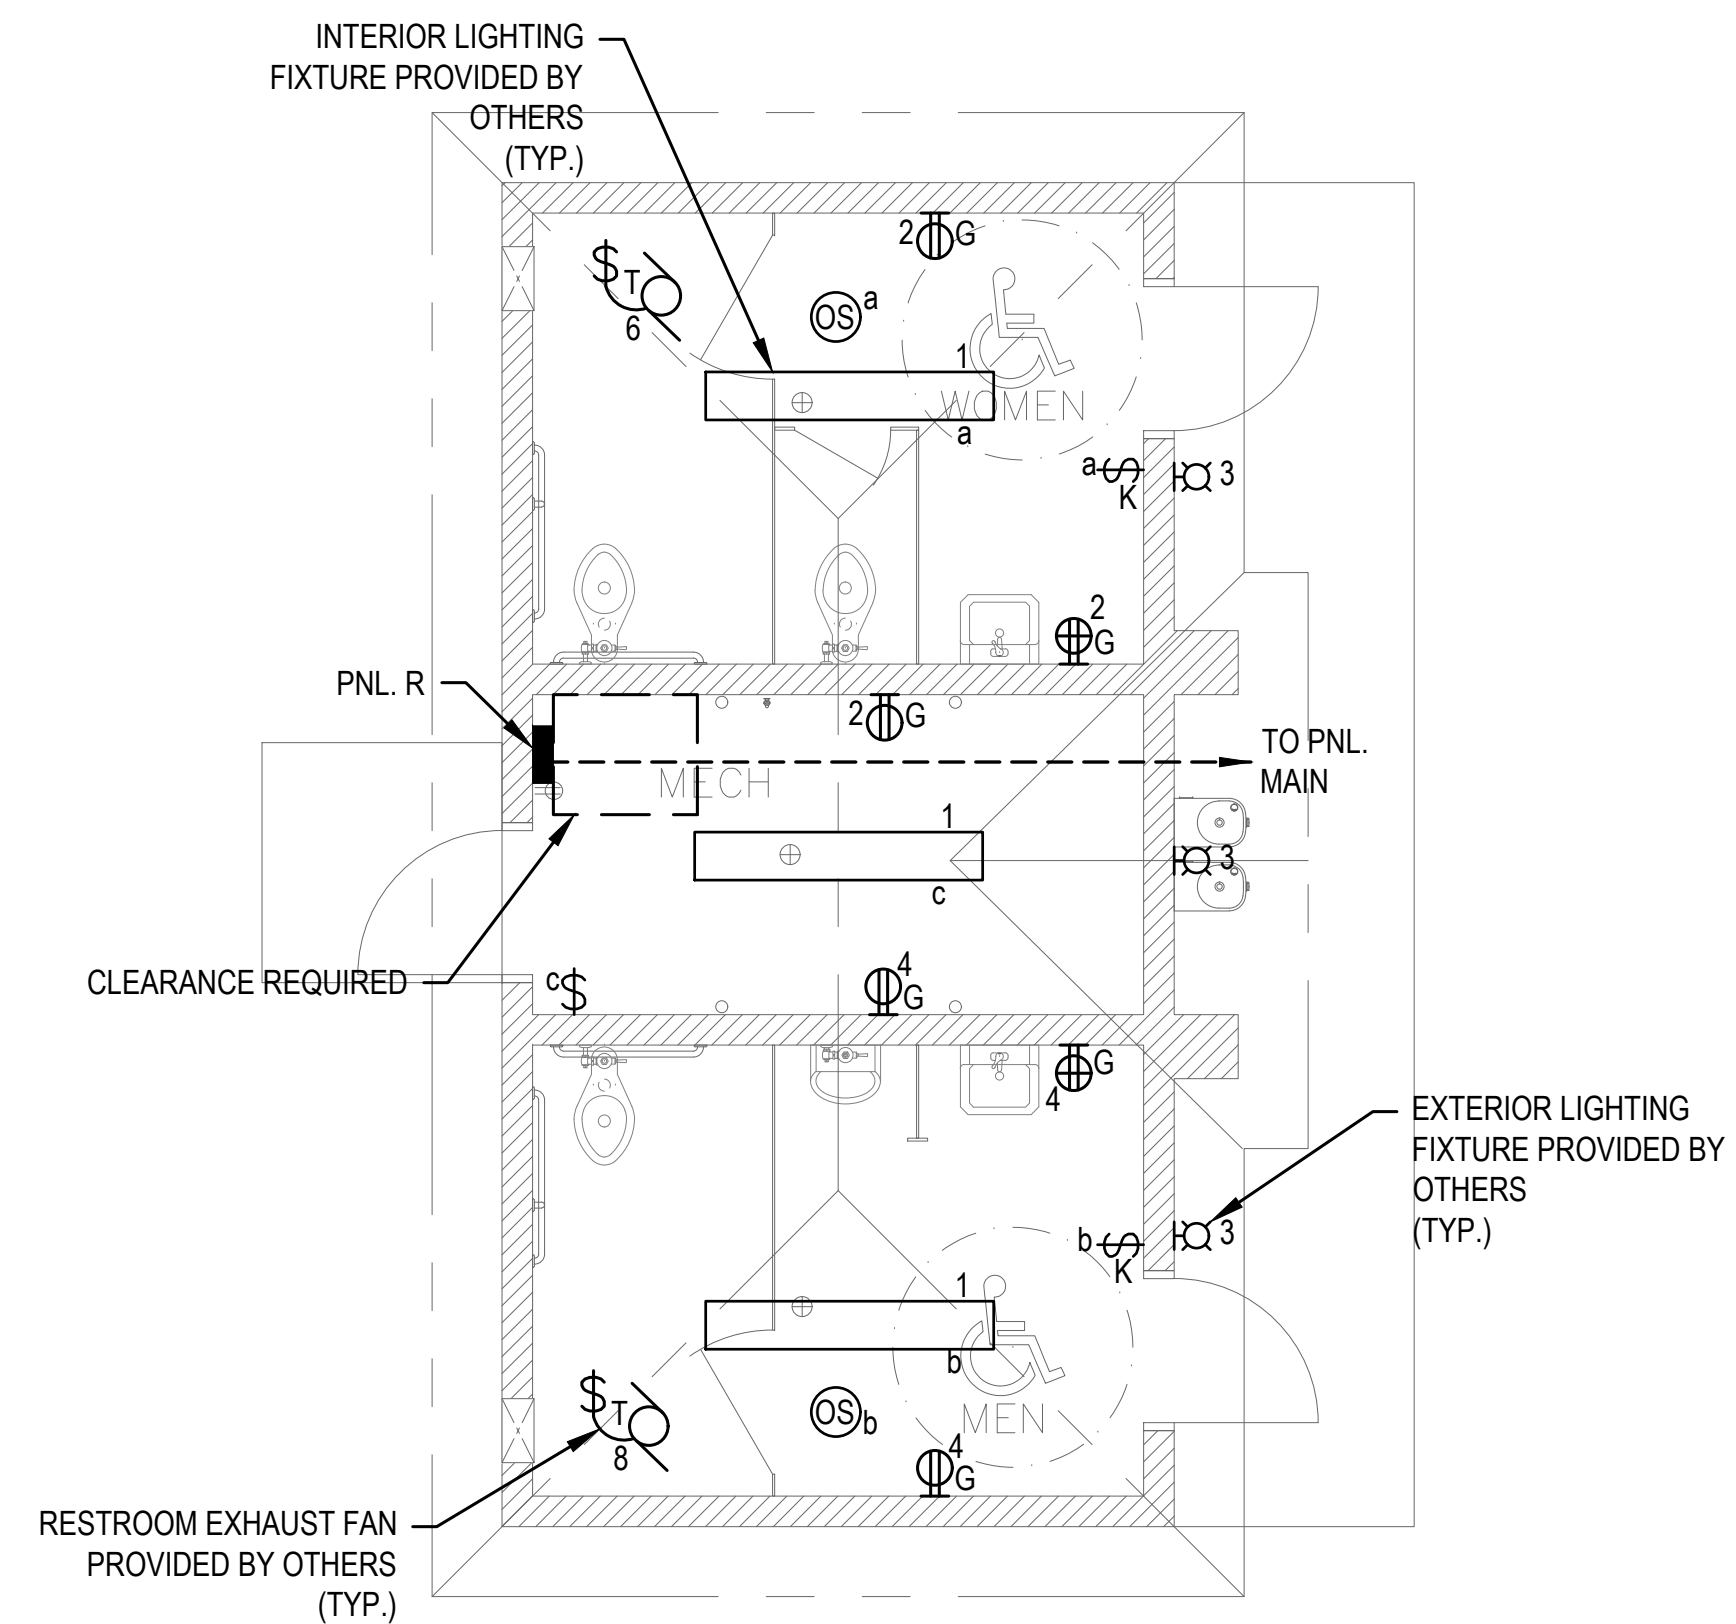 INTERIOR LIGHTING
FIXTURE PROVIDED BY
OTHERS
(TYP.)
2 G
$ T
6
OS a
1
WOMEN
a
a $ 3
K
2
G
PNL. R
2 G
TO PNL.
MAIN
MECH
1
3
c
CLEARANCE REQUIRED
c $
4
G
G
4
EXTERIOR LIGHTING
FIXTURE PROVIDED BY
OTHERS
(TYP.)
b $ 3
K
1
b
$ T
8
OS b
MEN
4
G
RESTROOM EXHAUST FAN
PROVIDED BY OTHERS
(TYP.)